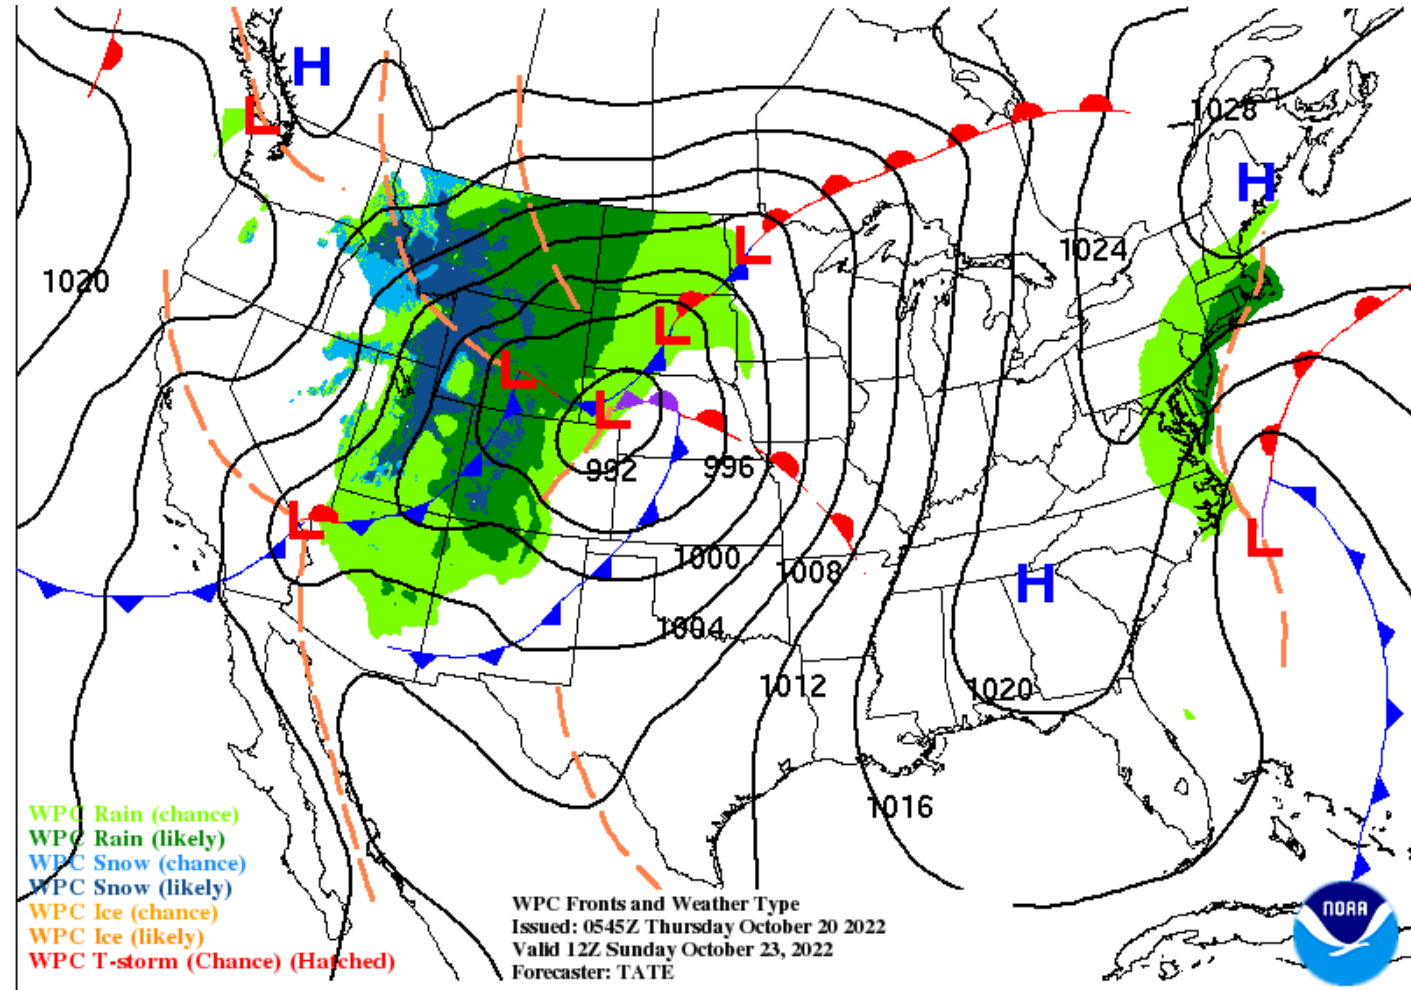 H
L
1028
H
1024
L
1020
L
L
L
992
996
L
L
1000
1008
H
1004
1012
1020
1016
WPC Rain (chance)
WPC Rain (likely)
WPC Snow (chance)
WPC Snow (likely)
WPC Ice (chance)
WPC Ice (likely)
WPC T-storm (Chance) (Hatched)
WPC Fronts and Weather Type
Issued: 0545Z Thursday October 20 2022
Valid 12Z Sunday October 23, 2022
Forecaster: TATE
NOAA